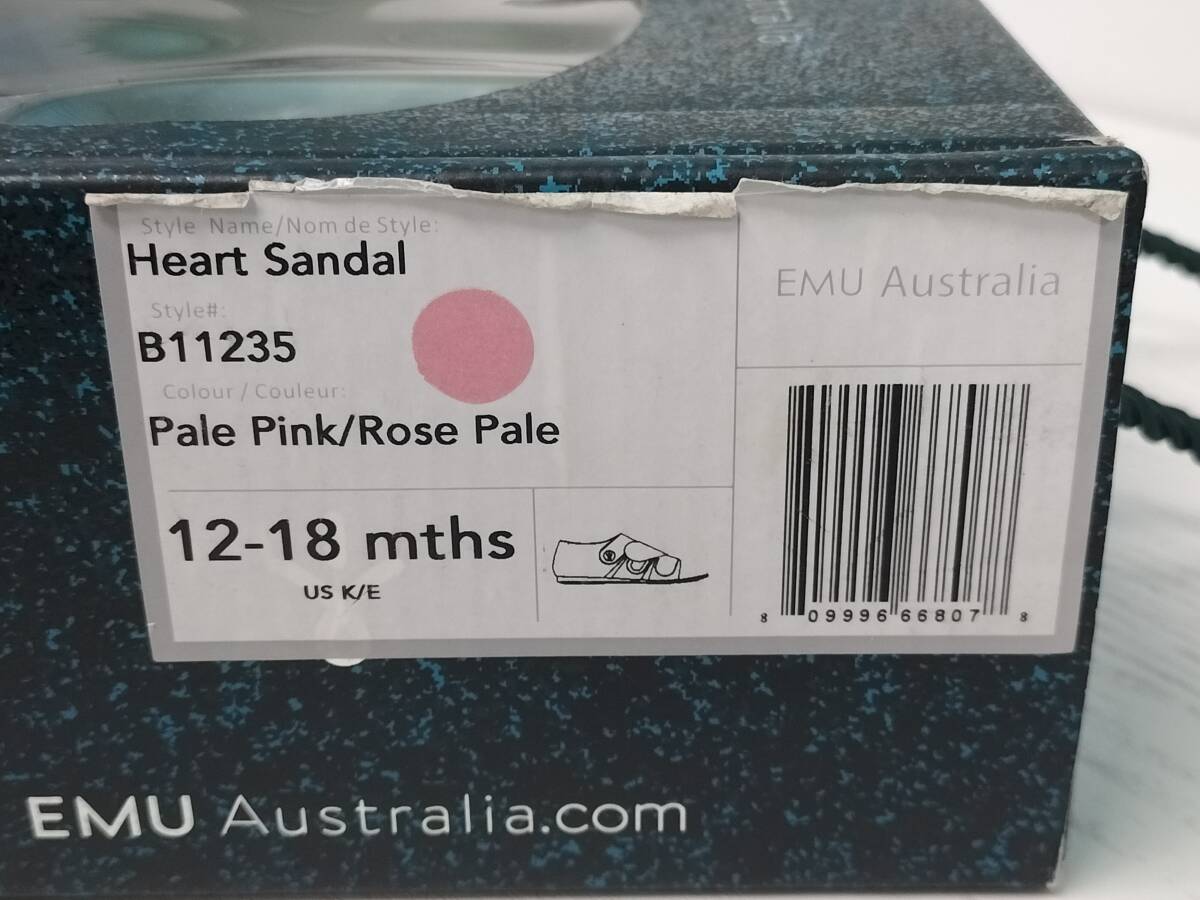 Style Name/Nom de Style:
Heart Sandal
Style#:
B11235
Colour / Couleur:
Pale Pink/Rose Pale
12-18 mths
US K/E
EMU Australia
8 09996 66807 8
EMU Australia.com